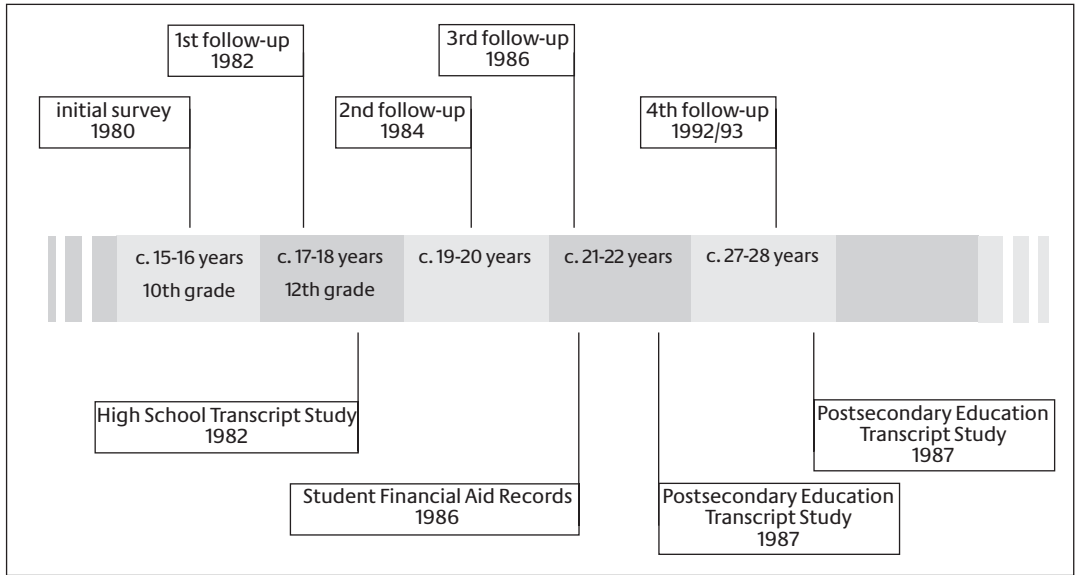 1st follow-up
1982
3rd follow-up
1986
initial survey
1980
2nd follow-up
1984
4th follow-up
1992/93
c. 15-16 years
10th grade
c. 17-18 years
12th grade
c. 19-20 years
c. 21-22 years
c. 27-28 years
High School Transcript Study
1982
Postsecondary Education
Transcript Study
1987
Student Financial Aid Records
1986
Postsecondary Education
Transcript Study
1987